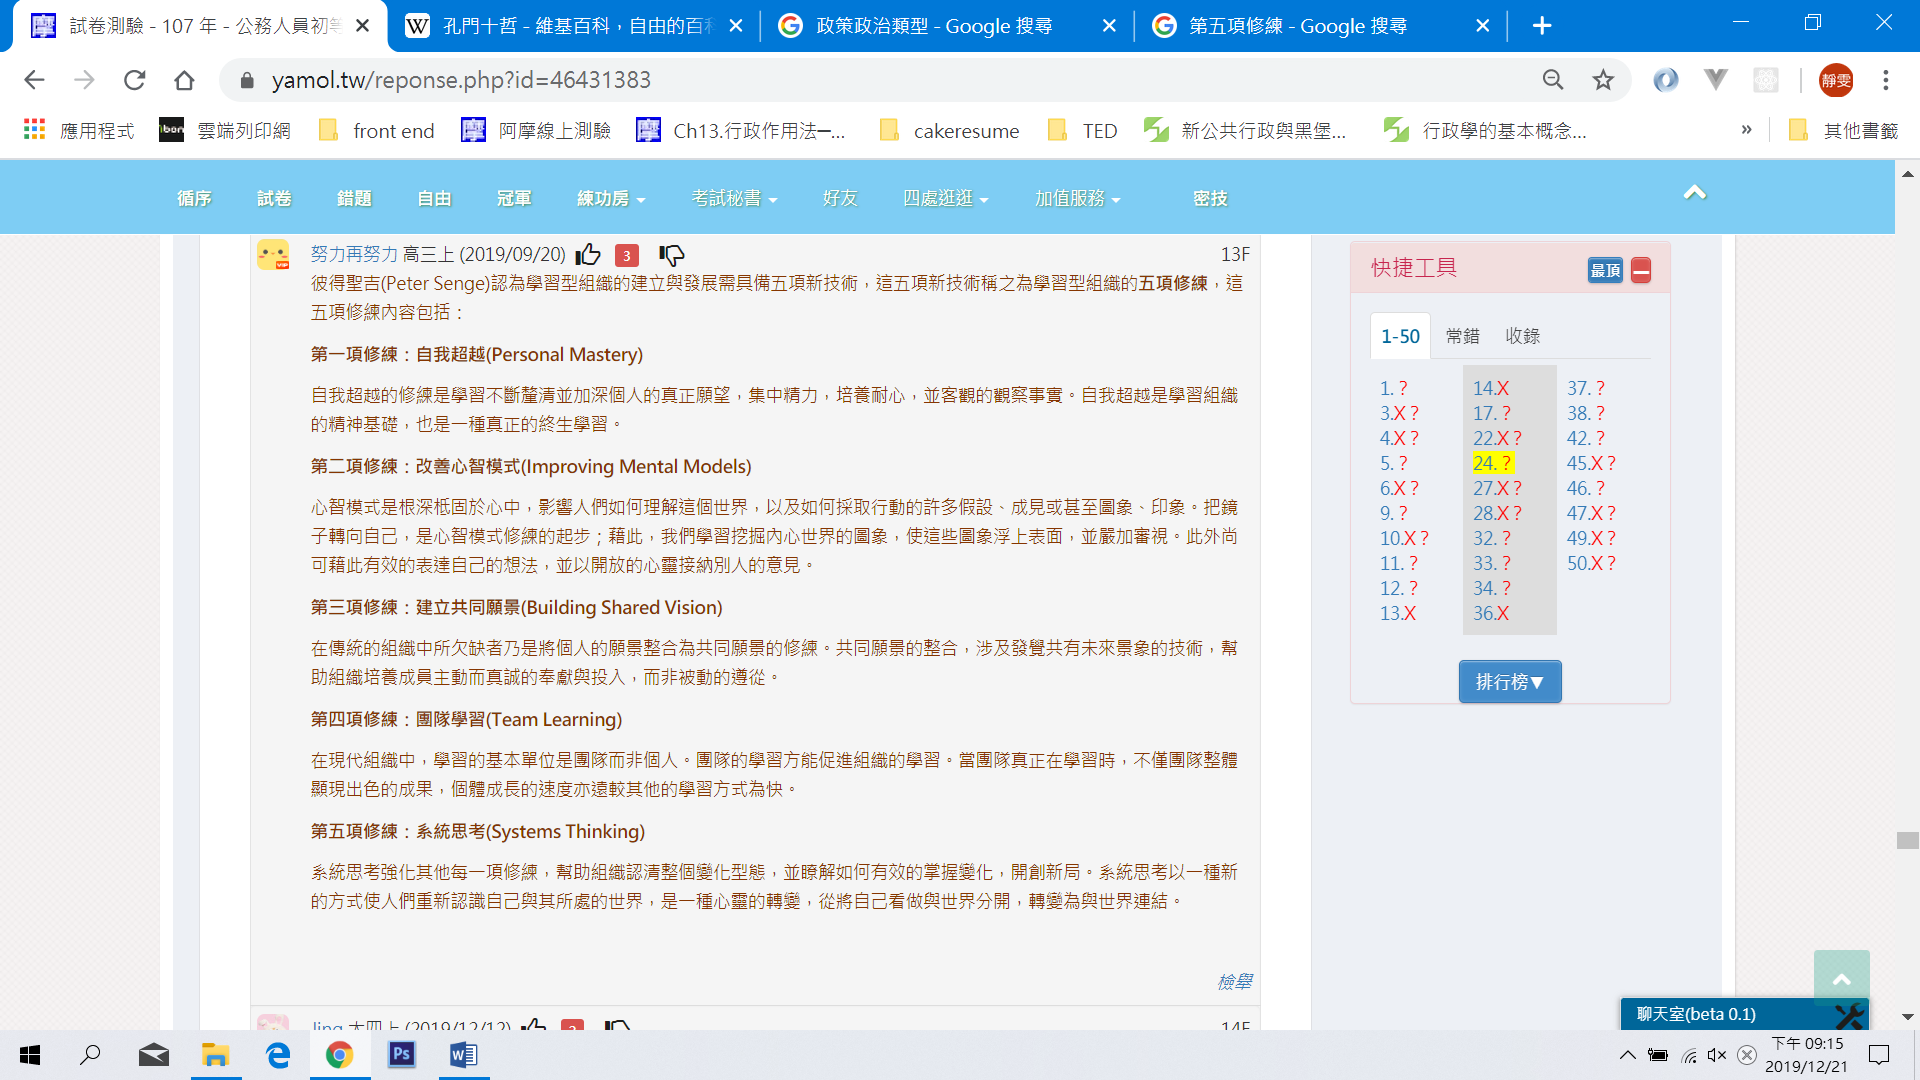 試卷測驗 - 107 年 - 公務人員初等
孔門十哲 - 維基百科，自由的百科
政策政治類型 - Google 搜尋
第五項修練 - Google 搜尋
yamol.tw/reponse.php?id=46431383
靜雯
應用程式
ibon
雲端列印網
front end
阿摩線上測驗
Ch13.行政作用法─...
cakeresume
TED
新公共行政與黑堡...
行政學的基本概念...
»
其他書籤
循序 試卷 錯題 自由 冠軍 練功房 考試秘書 好友 四處逛逛 加值服務 密技
努力再努力 高三上 (2019/09/20) 3 13F
彼得聖吉(Peter Senge)認為學習型組織的建立與發展需具備五項新技術，這五項新技術稱之為學習型組織的五項修練，這
五項修練內容包括：
第一項修練：自我超越(Personal Mastery)
自我超越的修練是學習不斷釐清並加深個人的真正願望，集中精力，培養耐心，並客觀的觀察事實。自我超越是學習組織
的精神基礎，也是一種真正的終生學習。
第二項修練：改善心智模式(Improving Mental Models)
心智模式是根深柢固於心中，影響人們如何理解這個世界，以及如何採取行動的許多假設、成見或甚至圖象、印象。把鏡
子轉向自己，是心智模式修練的起步；藉此，我們學習挖掘內心世界的圖象，使這些圖象浮上表面，並嚴加審視。此外尚
可藉此有效的表達自己的想法，並以開放的心靈接納別人的意見。
第三項修練：建立共同願景(Building Shared Vision)
在傳統的組織中所欠缺者乃是將個人的願景整合為共同願景的修練。共同願景的整合，涉及發覺共有未來景象的技術，幫
助組織培養成員主動而真誠的奉獻與投入，而非被動的遵從。
第四項修練：團隊學習(Team Learning)
在現代組織中，學習的基本單位是團隊而非個人。團隊的學習方能促進組織的學習。當團隊真正在學習時，不僅團隊整體
顯現出色的成果，個體成長的速度亦遠較其他的學習方式為快。
第五項修練：系統思考(Systems Thinking)
系統思考強化其他每一項修練，幫助組織認清整個變化型態，並瞭解如何有效的掌握變化，開創新局。系統思考以一種新
的方式使人們重新認識自己與其所處的世界，是一種心靈的轉變，從將自己看做與世界分開，轉變為與世界連結。
檢舉
Jing 大四上 (2019/12/12) 2 14F
快捷工具 最頂
1-50 常錯 收錄
1. ?
3.X ?
4.X ?
5. ?
6.X ?
9. ?
10.X ?
11. ?
12. ?
13.X
14.X
17. ?
22.X ?
24. ?
27.X ?
28.X ?
32. ?
33. ?
34. ?
36.X
37. ?
38. ?
42. ?
45.X ?
46. ?
47.X ?
49.X ?
50.X ?
排行榜▼
聊天室(beta 0.1)
Ps
下午 09:15
2019/12/21